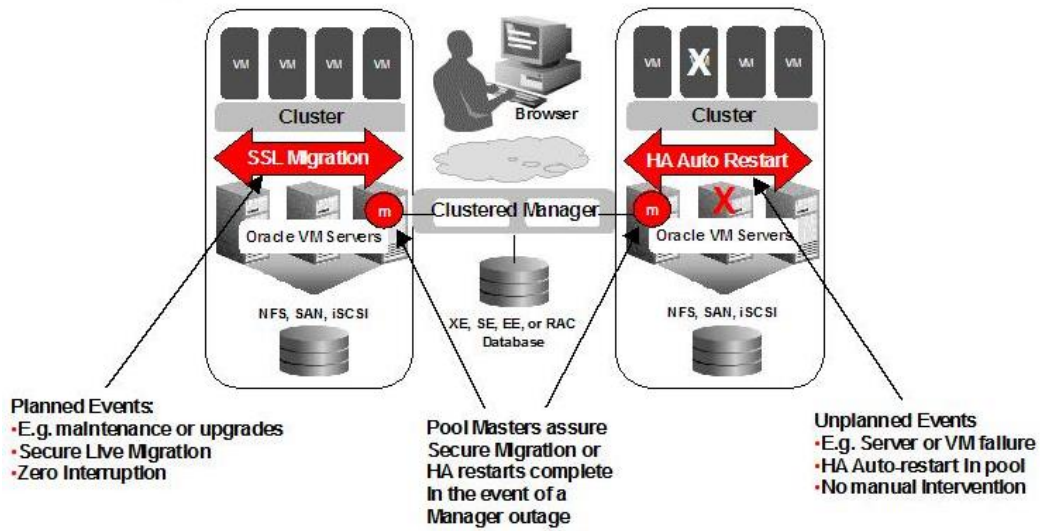 VM VM VM VM
Cluster
SSL Migration
m
Oracle VM Servers
NFS, SAN, iSCSI
Browser
Clustered Manager
XE, SE, EE, or RAC
Database
VM X VM VM
Cluster
HA Auto Restart
m
X
Oracle VM Servers
NFS, SAN, iSCSI
Planned Events:
•E.g. maintenance or upgrades
•Secure Live Migration
•Zero Interruption
Pool Masters assure
Secure Migration or
HA restarts complete
In the event of a
Manager outage
Unplanned Events
•E.g. Server or VM failure
•HA Auto-restart In pool
•No manual Intervention